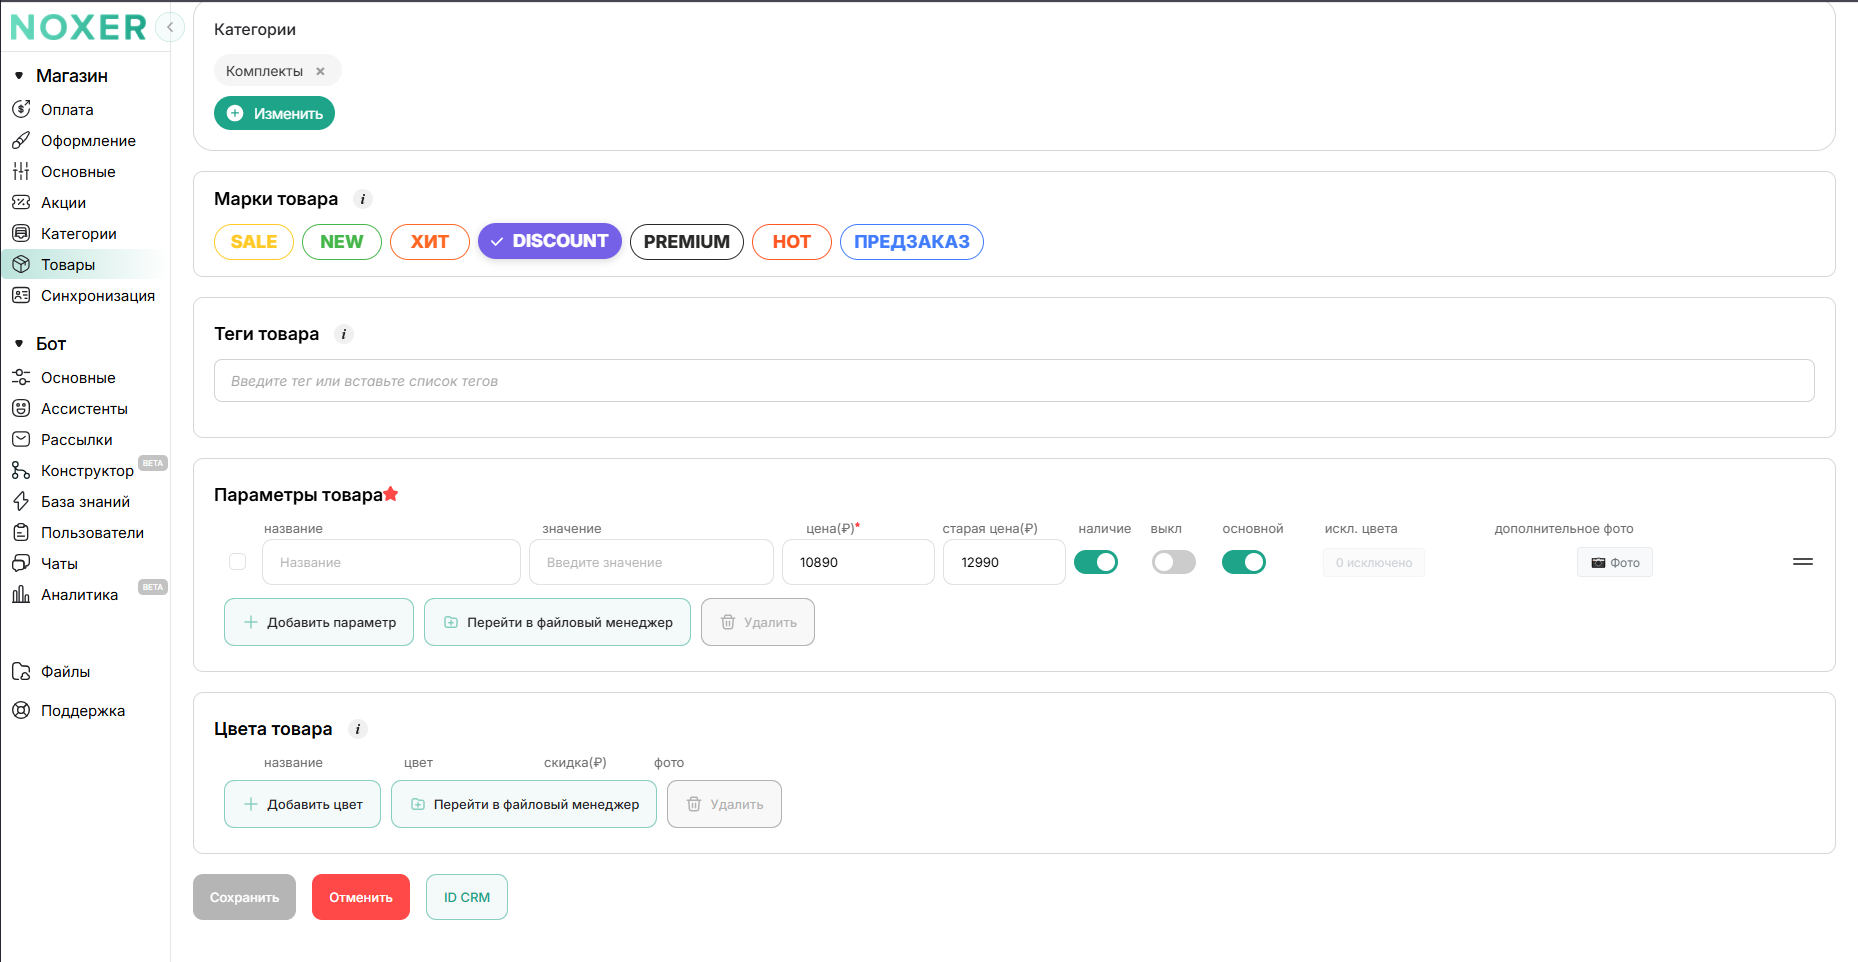 NOXER
Магазин
Оплата
Оформление
Основные
Акции
Категории
Товары
Синхронизация
Бот
Основные
Ассистенты
Рассылки
Конструктор BETA
База знаний
Пользователи
Чаты
Аналитика BETA
Файлы
Поддержка
Категории
Комплекты ×
Изменить
Марки товара i
SALE NEW ХИТ DISCOUNT PREMIUM HOT ПРЕДЗАКАЗ
Теги товара i
Введите тег или вставьте список тегов
Параметры товара
название значение цена(₽)* старая цена(₽) наличие выкл основной искл. цвета дополнительное фото
Название Введите значение 10890 12990 0 исключено Фото
Добавить параметр Перейти в файловый менеджер Удалить
Цвета товара i
название цвет скидка(₽) фото
Добавить цвет Перейти в файловый менеджер Удалить
Сохранить Отменить ID CRM